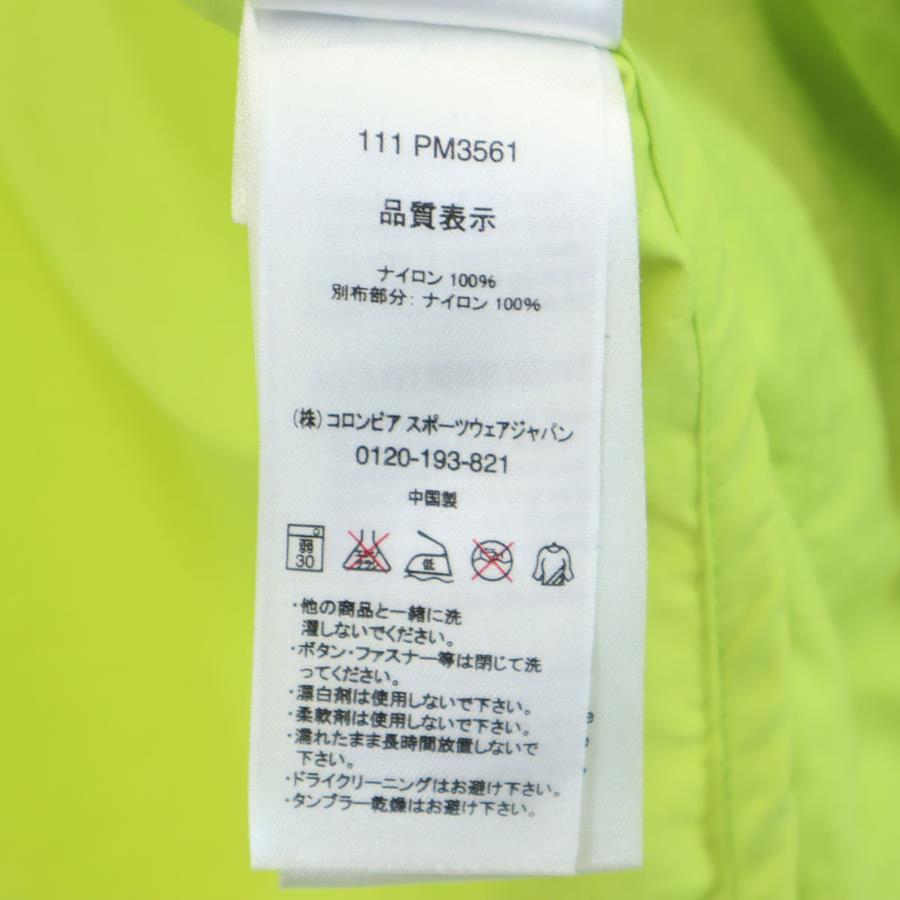 111 PM3561
品質表示
ナイロン 100%
別布部分: ナイロン 100%
(株) コロンビア スポーツウェアジャパン
0120-193-821
中国製
弱
30
低
・他の商品と一緒に洗
濯しないでください。
・ボタン・ファスナー等は閉じて洗
ってください。
・漂白剤は使用しないで下さい。
・柔軟剤は使用しないで下さい。
・濡れたまま長時間放置しないで
下さい。
・ドライクリーニングはお避け下さい。
・タンブラー乾燥はお避け下さい。